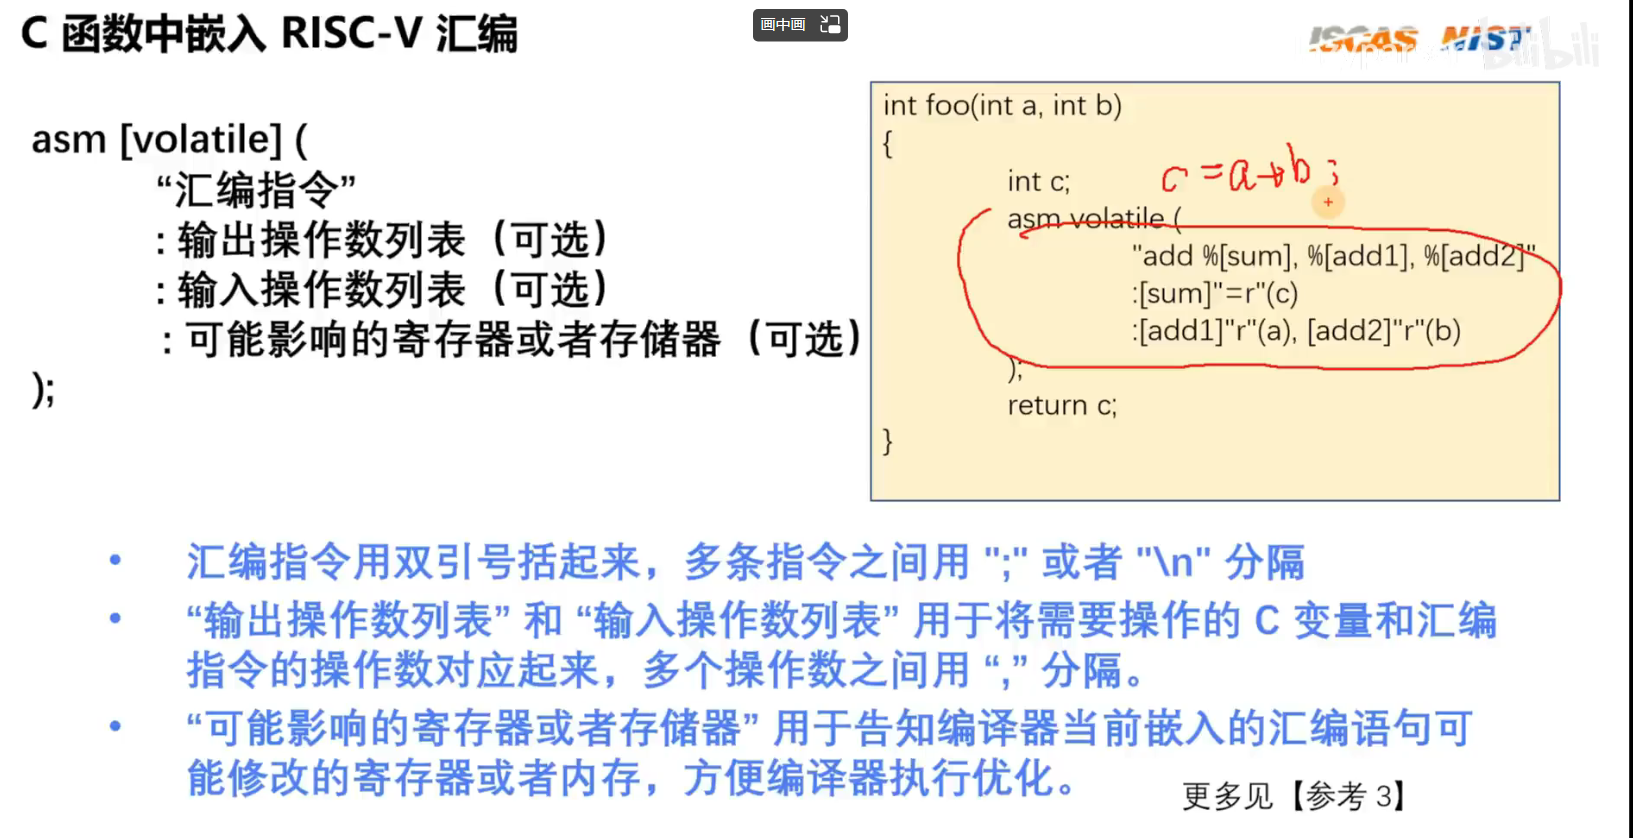 C 函数中嵌入 RISC-V 汇编
画中画
ISCAS NIST
bilibili
asm [volatile] (
“汇编指令”
: 输出操作数列表（可选）
: 输入操作数列表（可选）
: 可能影响的寄存器或者存储器（可选）
);
int foo(int a, int b)
{
int c;
c = a + b ;
asm volatile (
"add %[sum], %[add1], %[add2]"
:[sum]"=r"(c)
:[add1]"r"(a), [add2]"r"(b)
);
return c;
}
• 汇编指令用双引号括起来，多条指令之间用 ";" 或者 "\n" 分隔
• “输出操作数列表” 和 “输入操作数列表” 用于将需要操作的 C 变量和汇编
指令的操作数对应起来，多个操作数之间用 “,” 分隔。
• “可能影响的寄存器或者存储器” 用于告知编译器当前嵌入的汇编语句可
能修改的寄存器或者内存，方便编译器执行优化。
更多见【参考 3】